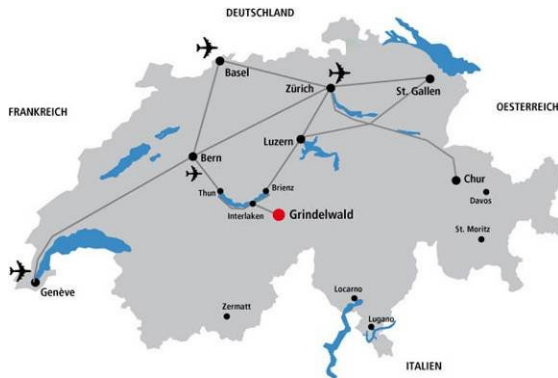 DEUTSCHLAND
Basel
Zürich
St. Gallen
FRANKREICH
OESTERREICH
Luzern
Bern
Chur
Thun
Brienz
Davos
Interlaken
Grindelwald
St. Moritz
Genève
Locarno
Zermatt
Lugano
ITALIEN